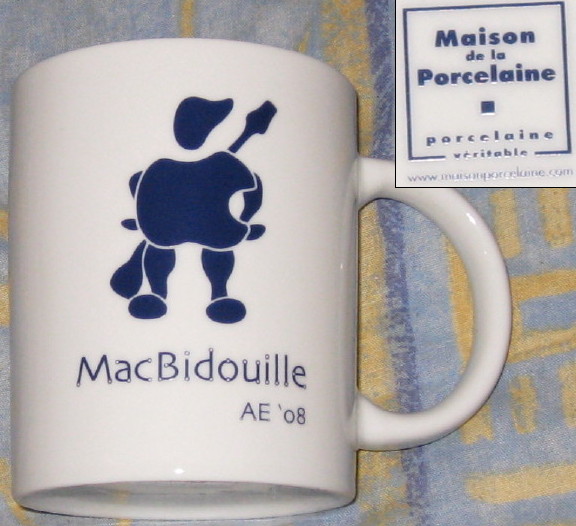 Maison
de la
Porcelaine
porcelaine
véritable
www.maisonporcelaine.com
MacBidouille
AE '08